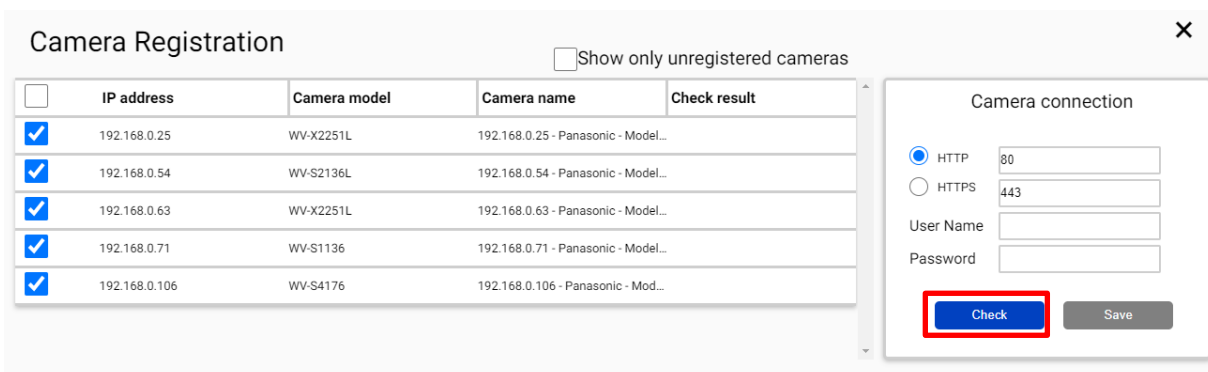 Camera Registration
Show only unregistered cameras
IP address Camera model Camera name Check result
192.168.0.25 WV-X2251L 192.168.0.25 - Panasonic - Model...
192.168.0.54 WV-S2136L 192.168.0.54 - Panasonic - Model...
192.168.0.63 WV-X2251L 192.168.0.63 - Panasonic - Model...
192.168.0.71 WV-S1136 192.168.0.71 - Panasonic - Model...
192.168.0.106 WV-S4176 192.168.0.106 - Panasonic - Mod...
Camera connection
HTTP 80
HTTPS 443
User Name
Password
Check Save